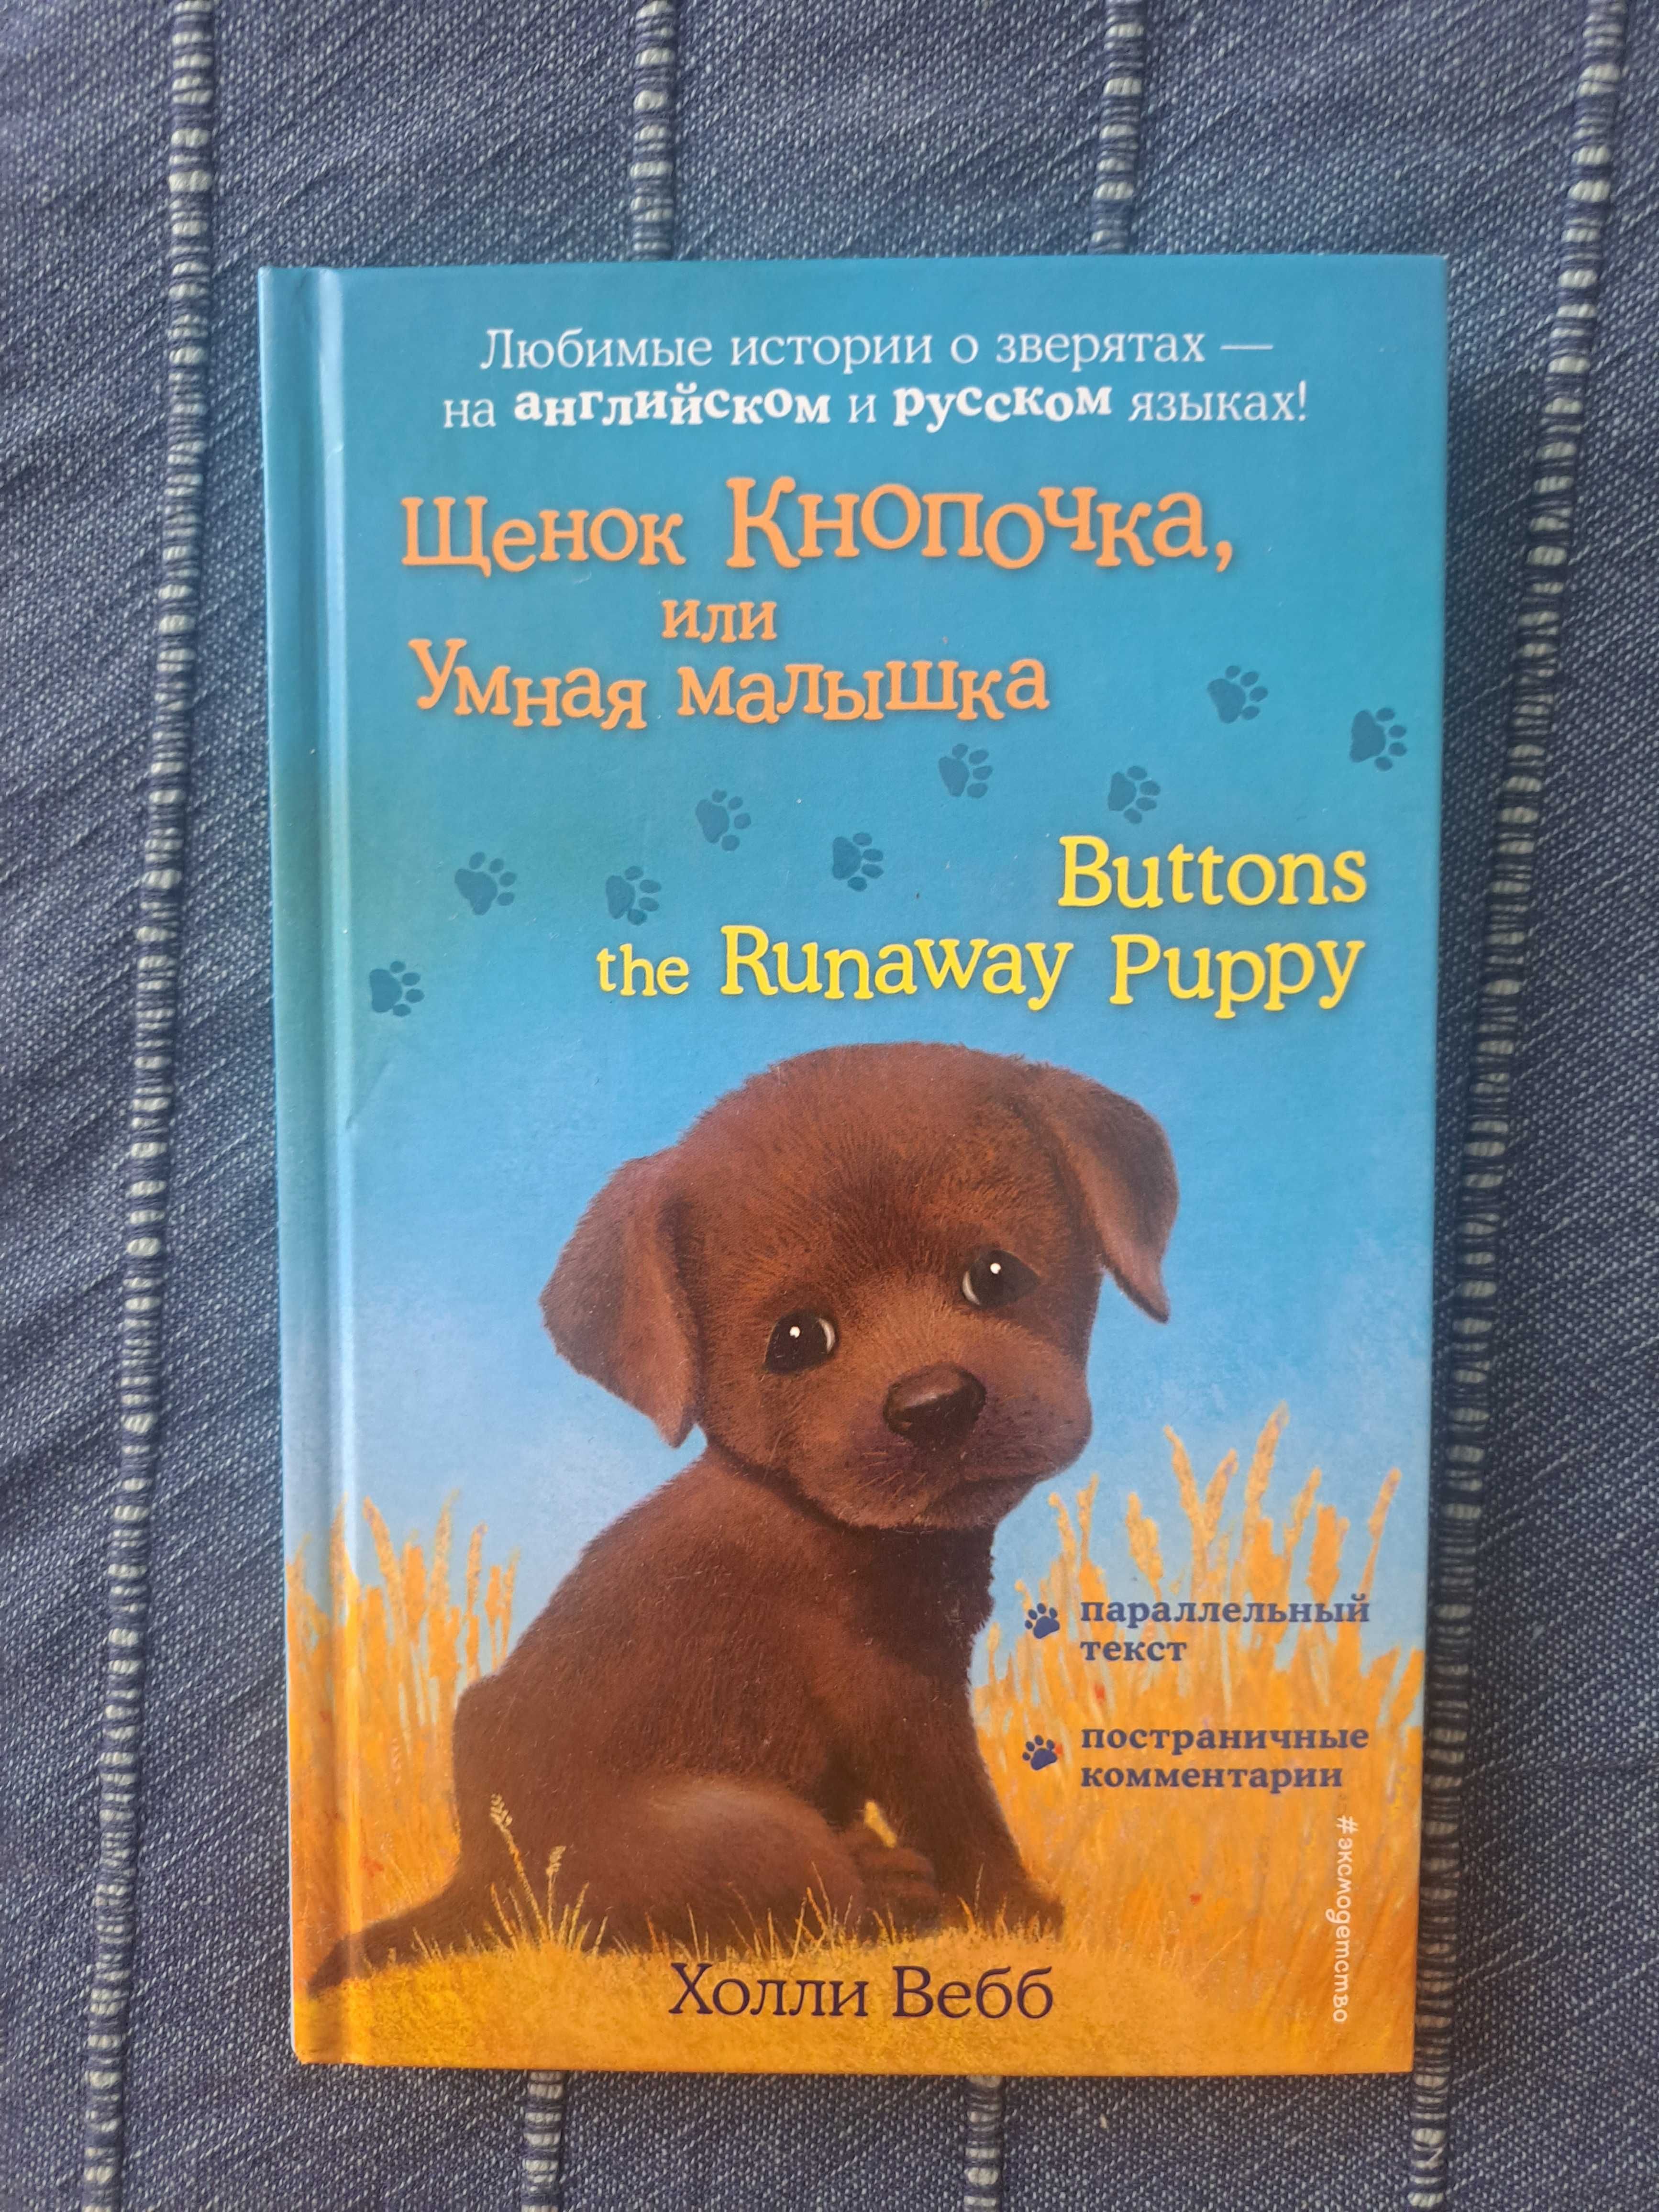 Любимые истории о зверятах —
на английском и русском языках!
Щенок Кнопочка,
или
Умная малышка
Buttons
the Runaway Puppy
параллельный
текст
постраничные
комментарии
#эксмодетство
Холли Вебб